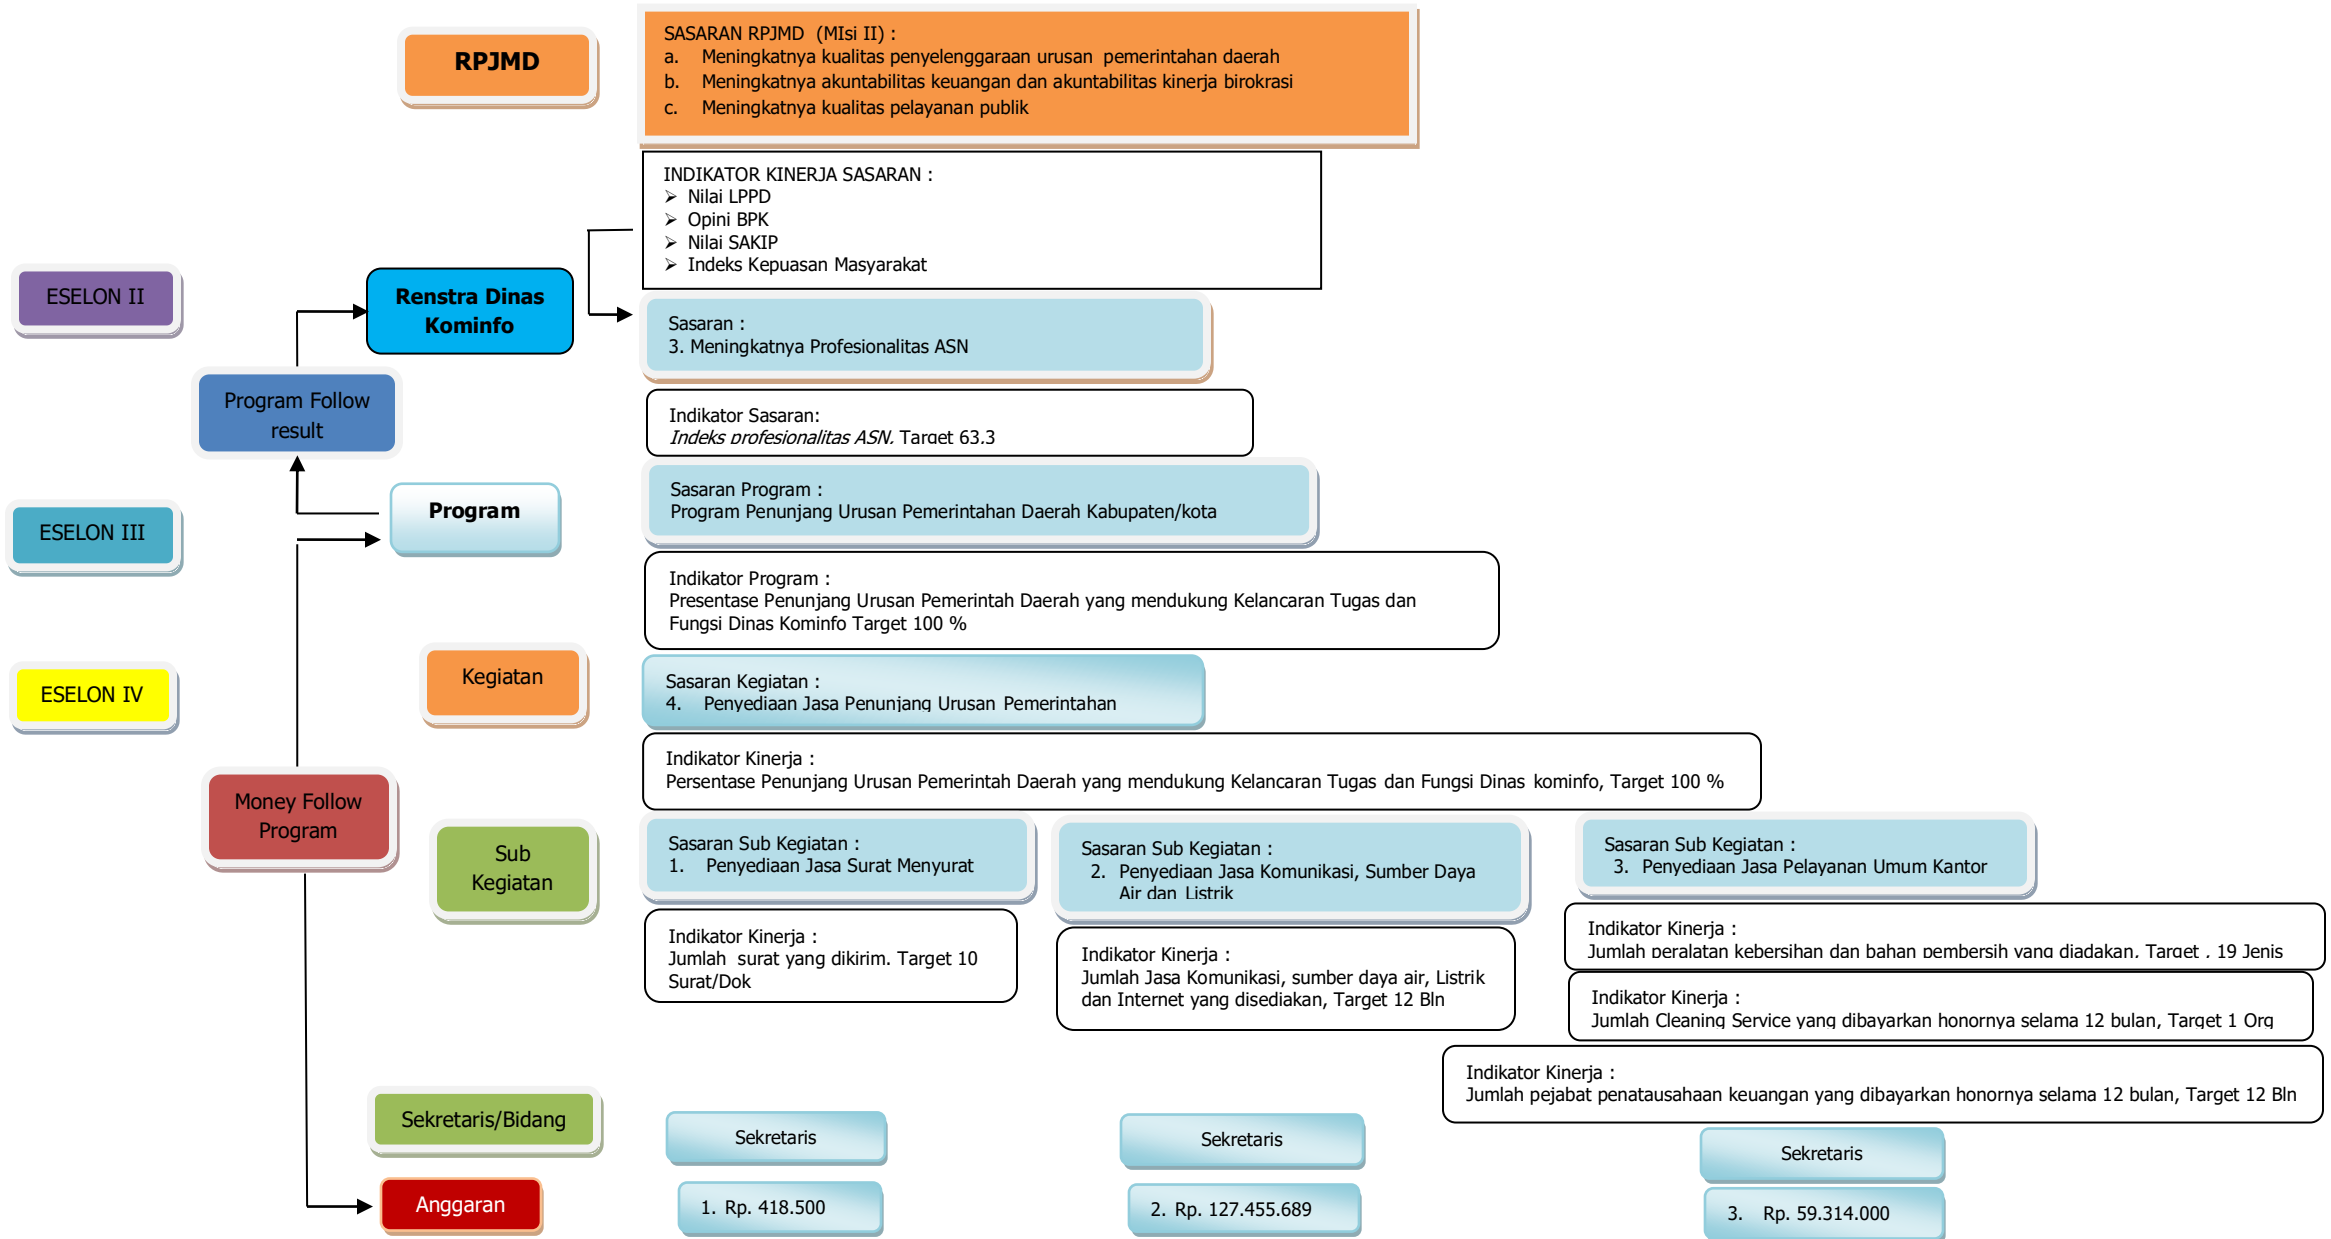 RPJMD
SASARAN RPJMD (MIsi II) :
a. Meningkatnya kualitas penyelenggaraan urusan pemerintahan daerah
b. Meningkatnya akuntabilitas keuangan dan akuntabilitas kinerja birokrasi
c. Meningkatnya kualitas pelayanan publik
INDIKATOR KINERJA SASARAN :
➢ Nilai LPPD
➢ Opini BPK
➢ Nilai SAKIP
➢ Indeks Kepuasan Masyarakat
ESELON II
Renstra Dinas
Kominfo
Sasaran :
3. Meningkatnya Profesionalitas ASN
Program Follow
result
Indikator Sasaran:
Indeks profesionalitas ASN. Target 63.3
ESELON III
Program
Sasaran Program :
Program Penunjang Urusan Pemerintahan Daerah Kabupaten/kota
Indikator Program :
Presentase Penunjang Urusan Pemerintah Daerah yang mendukung Kelancaran Tugas dan
Fungsi Dinas Kominfo Target 100 %
ESELON IV
Kegiatan
Sasaran Kegiatan :
4. Penyediaan Jasa Penunjang Urusan Pemerintahan
Indikator Kinerja :
Persentase Penunjang Urusan Pemerintah Daerah yang mendukung Kelancaran Tugas dan Fungsi Dinas kominfo, Target 100 %
Money Follow
Program
Sub
Kegiatan
Sasaran Sub Kegiatan :
1. Penyediaan Jasa Surat Menyurat
Sasaran Sub Kegiatan :
2. Penyediaan Jasa Komunikasi, Sumber Daya
Air dan Listrik
Sasaran Sub Kegiatan :
3. Penyediaan Jasa Pelayanan Umum Kantor
Indikator Kinerja :
Jumlah surat yang dikirim. Target 10
Surat/Dok
Indikator Kinerja :
Jumlah Jasa Komunikasi, sumber daya air, Listrik
dan Internet yang disediakan, Target 12 Bln
Indikator Kinerja :
Jumlah peralatan kebersihan dan bahan pembersih yang diadakan. Target . 19 Jenis
Indikator Kinerja :
Jumlah Cleaning Service yang dibayarkan honornya selama 12 bulan, Target 1 Org
Indikator Kinerja :
Jumlah pejabat penatausahaan keuangan yang dibayarkan honornya selama 12 bulan, Target 12 Bln
Sekretaris/Bidang
Sekretaris
Sekretaris
Sekretaris
Anggaran
1. Rp. 418.500
2. Rp. 127.455.689
3. Rp. 59.314.000